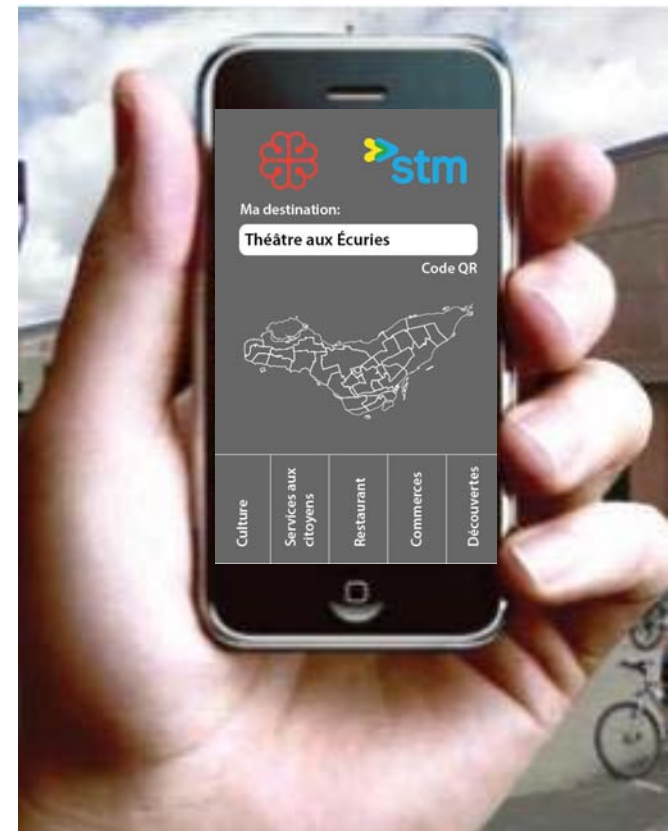 stm
Ma destination:
Théâtre aux Écuries
Code QR
Culture
Services aux
citoyens
Restaurant
Commerces
Découvertes